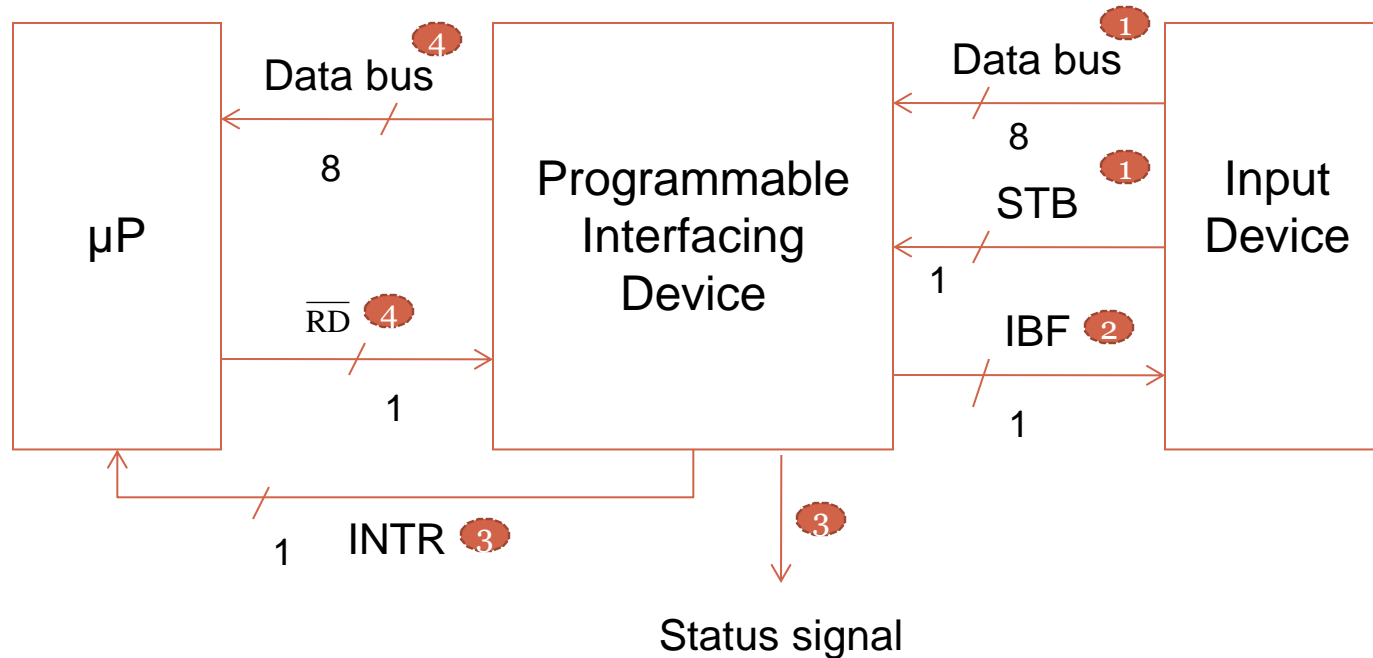 4
Data bus
8
μP
RD
4
1
1
INTR 3
Programmable
Interfacing
Device
3
Status signal
1
Data bus
8
1
STB
1
IBF 2
1
Input
Device